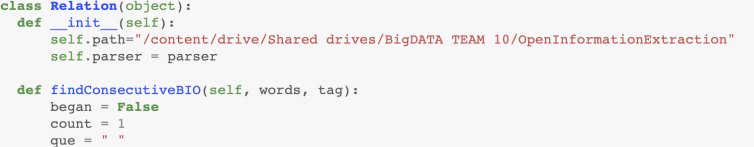 class Relation(object):
  def __init__(self):
    self.path="/content/drive/Shared drives/BigDATA TEAM 10/OpenInformationExtraction"
    self.parser = parser

  def findConsecutiveBIO(self, words, tag):
    began = False
    count = 1
    que = " "